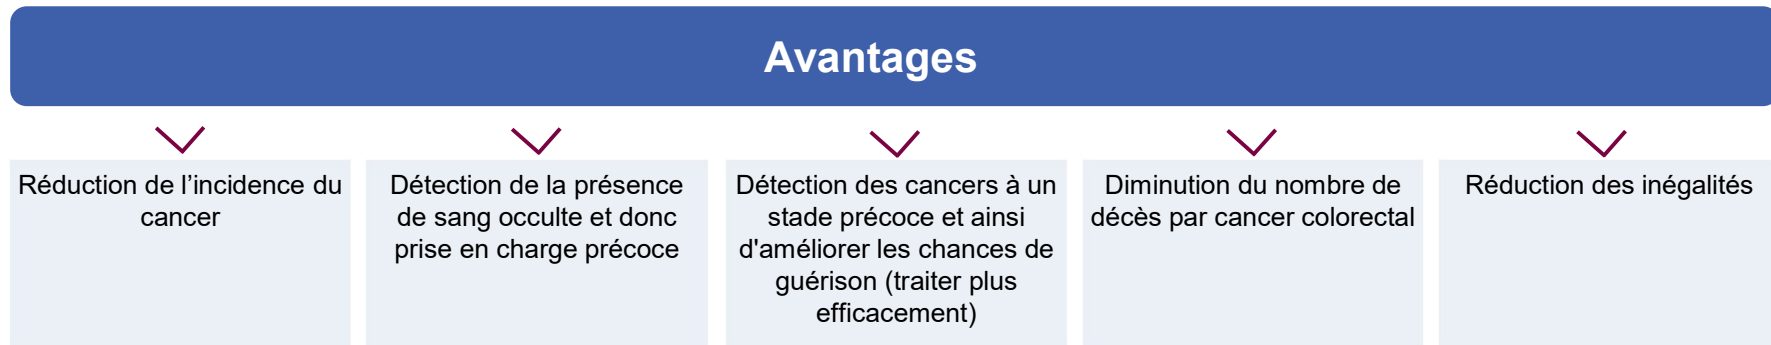 Avantages
Réduction de l’incidence du
cancer
Détection de la présence
de sang occulte et donc
prise en charge précoce
Détection des cancers à un
stade précoce et ainsi
d'améliorer les chances de
guérison (traiter plus
efficacement)
Diminution du nombre de
décès par cancer colorectal
Réduction des inégalités